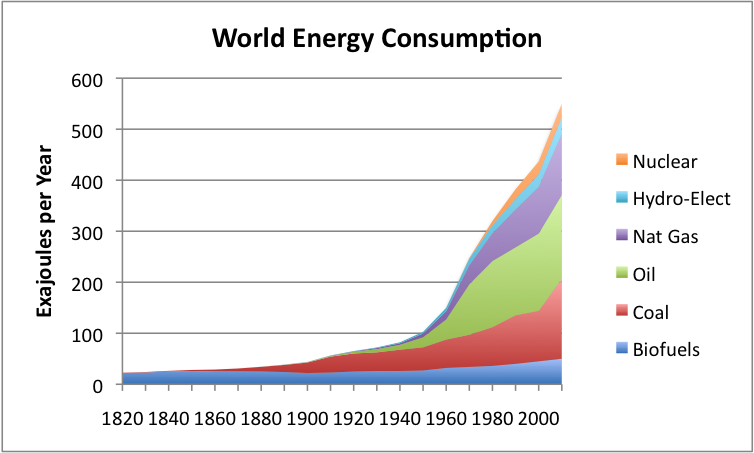 World Energy Consumption
Exajoules per Year
600
500
400
300
200
100
0
1820 1840 1860 1880 1900 1920 1940 1960 1980 2000
Nuclear
Hydro-Elect
Nat Gas
Oil
Coal
Biofuels